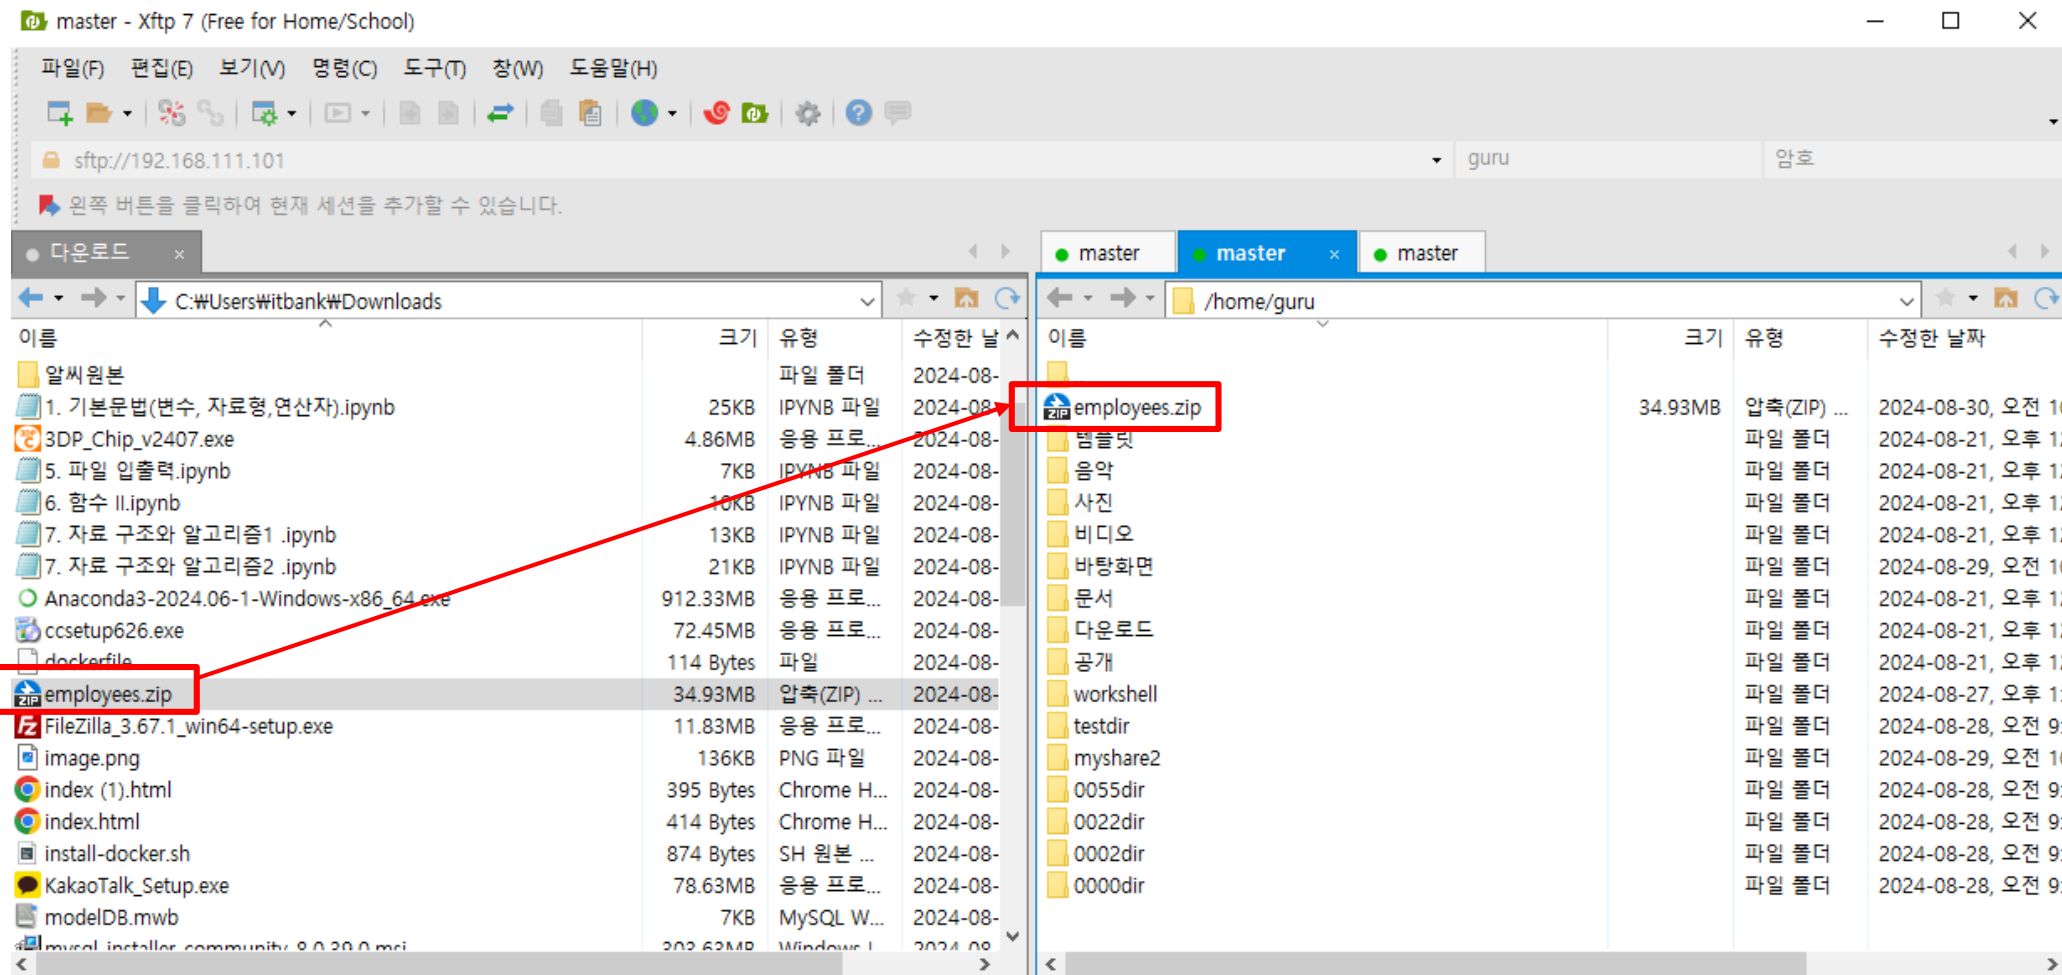 master - Xftp 7 (Free for Home/School)
파일(F) 편집(E) 보기(V) 명령(C) 도구(T) 창(W) 도움말(H)
sftp://192.168.111.101 guru 암호
왼쪽 버튼을 클릭하여 현재 세션을 추가할 수 있습니다.
다운로드
C:₩Users₩itbank₩Downloads
이름 크기 유형 수정한 날
알씨원본 파일 폴더 2024-08-
1. 기본문법(변수, 자료형,연산자).ipynb 25KB IPYNB 파일 2024-08-
3DP_Chip_v2407.exe 4.86MB 응용 프로... 2024-08-
5. 파일 입출력.ipynb 7KB IPYNB 파일 2024-08-
6. 함수 II.ipynb 10KB IPYNB 파일 2024-08-
7. 자료 구조와 알고리즘1 .ipynb 13KB IPYNB 파일 2024-08-
7. 자료 구조와 알고리즘2 .ipynb 21KB IPYNB 파일 2024-08-
Anaconda3-2024.06-1-Windows-x86_64.exe 912.33MB 응용 프로... 2024-08-
ccsetup626.exe 72.45MB 응용 프로... 2024-08-
dockerfile 114 Bytes 파일 2024-08-
employees.zip 34.93MB 압축(ZIP) ... 2024-08-
FileZilla_3.67.1_win64-setup.exe 11.83MB 응용 프로... 2024-08-
image.png 136KB PNG 파일 2024-08-
index (1).html 395 Bytes Chrome H... 2024-08-
index.html 414 Bytes Chrome H... 2024-08-
install-docker.sh 874 Bytes SH 원본 ... 2024-08-
KakaoTalk_Setup.exe 78.63MB 응용 프로... 2024-08-
modelDB.mwb 7KB MySQL W... 2024-08-
mysql-installer-community-8.0.39.0.msi 303.63MB Windows I... 2024-08-
master master master
/home/guru
이름 크기 유형 수정한 날짜
..
employees.zip 34.93MB 압축(ZIP) ... 2024-08-30, 오전 1
템플릿 파일 폴더 2024-08-21, 오후 1
음악 파일 폴더 2024-08-21, 오후 1
사진 파일 폴더 2024-08-21, 오후 1
비디오 파일 폴더 2024-08-21, 오후 1
바탕화면 파일 폴더 2024-08-29, 오전 1
문서 파일 폴더 2024-08-21, 오후 1
다운로드 파일 폴더 2024-08-21, 오후 1
공개 파일 폴더 2024-08-21, 오후 1
workshell 파일 폴더 2024-08-27, 오후 1:
testdir 파일 폴더 2024-08-28, 오전 9:
myshare2 파일 폴더 2024-08-29, 오전 1
0055dir 파일 폴더 2024-08-28, 오전 9:
0022dir 파일 폴더 2024-08-28, 오전 9:
0002dir 파일 폴더 2024-08-28, 오전 9:
0000dir 파일 폴더 2024-08-28, 오전 9: